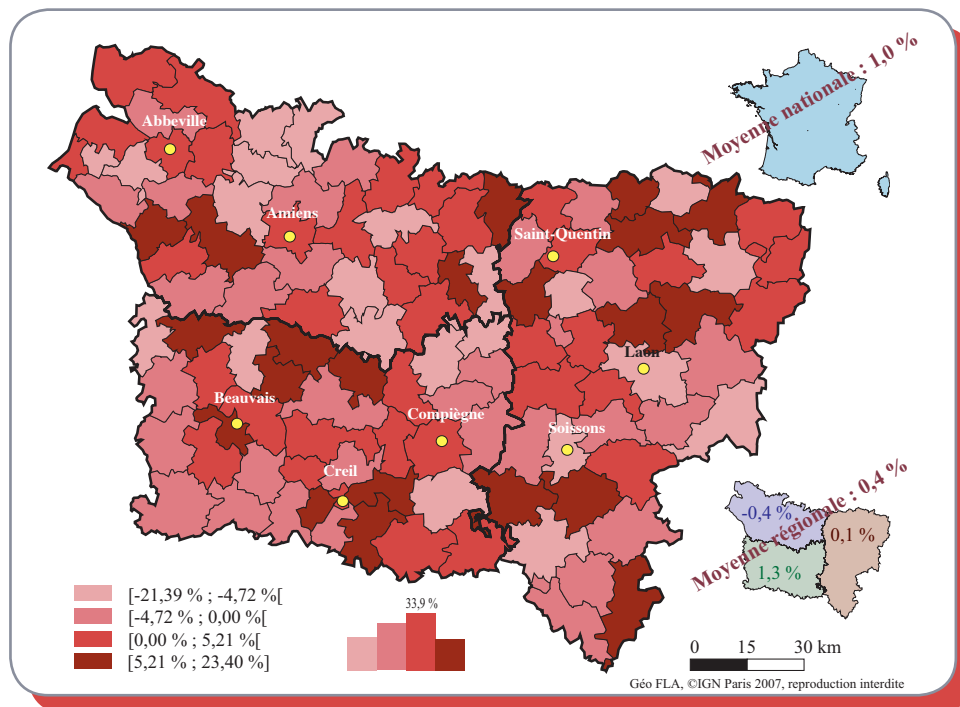 Moyenne nationale : 1,0 %
Abbeville
Amiens
Saint-Quentin
Laon
Beauvais
Compiègne
Soissons
Creil
Moyenne régionale : 0,4 %
-0,4 %
0,1 %
1,3 %
[-21,39 % ; -4,72 %[
[-4,72 % ; 0,00 %[
[0,00 % ; 5,21 %[
[5,21 % ; 23,40 %]
33,9 %
0 15 30 km
Géo FLA, ©IGN Paris 2007, reproduction interdite